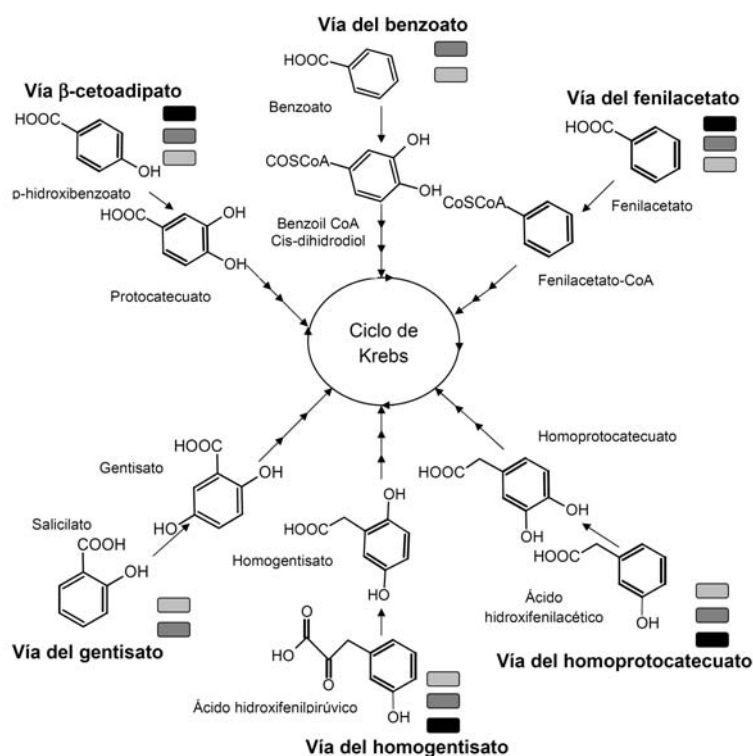 Vía del benzoato
HOOC
Benzoato
Vía β-cetoadipato
HOOC
OH
p-hidroxibenzoato
HOOC
OH
OH
Protocatecuato
COSCoA
OH
OH
Benzoil CoA
Cis-dihidrodiol
Vía del fenilacetato
HOOC
Fenilacetato
CoSCoA
Fenilacetato-CoA
Ciclo de
Krebs
HOOC
OH
HO
Gentisato
Salicilato
COOH
OH
Vía del gentisato
OH
HOOC
OH
Homogentisato
O
HO
O
OH
Ácido hidroxifenilpirúvico
Vía del homogentisato
Homoprotocatecuato
HOOC
OH
OH
HOOC
OH
Ácido
hidroxifenilacético
Vía del homoprotocatecuato